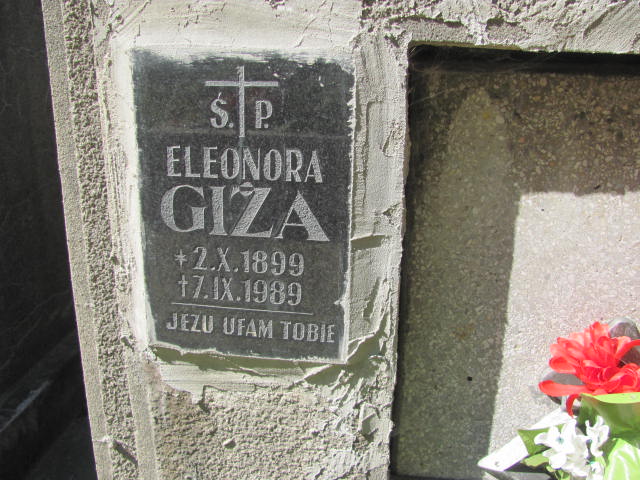 Ś. P.
ELEONORA
GIŻA
* 2.X.1899
† 7.IX.1989
JEZU UFAM TOBIE